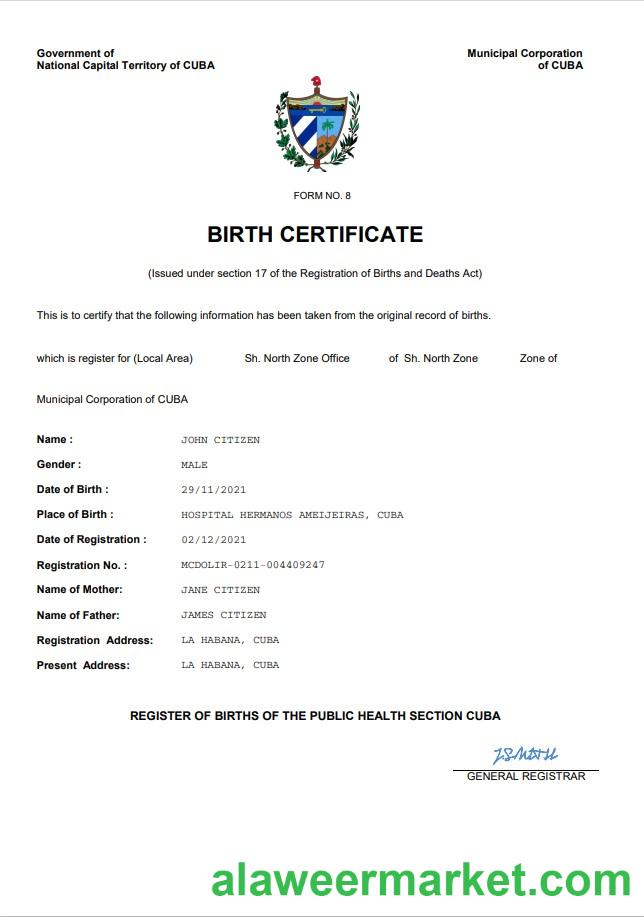 Government of
National Capital Territory of CUBA
Municipal Corporation
of CUBA
FORM NO. 8
BIRTH CERTIFICATE
(Issued under section 17 of the Registration of Births and Deaths Act)
This is to certify that the following information has been taken from the original record of births.
which is register for (Local Area) Sh. North Zone Office of Sh. North Zone Zone of
Municipal Corporation of CUBA
Name : JOHN CITIZEN
Gender : MALE
Date of Birth : 29/11/2021
Place of Birth : HOSPITAL HERMANOS AMEIJEIRAS, CUBA
Date of Registration : 02/12/2021
Registration No. : MCDOLIR-0211-004409247
Name of Mother: JANE CITIZEN
Name of Father: JAMES CITIZEN
Registration Address: LA HABANA, CUBA
Present Address: LA HABANA, CUBA
REGISTER OF BIRTHS OF THE PUBLIC HEALTH SECTION CUBA
GENERAL REGISTRAR
alaweermarket.com